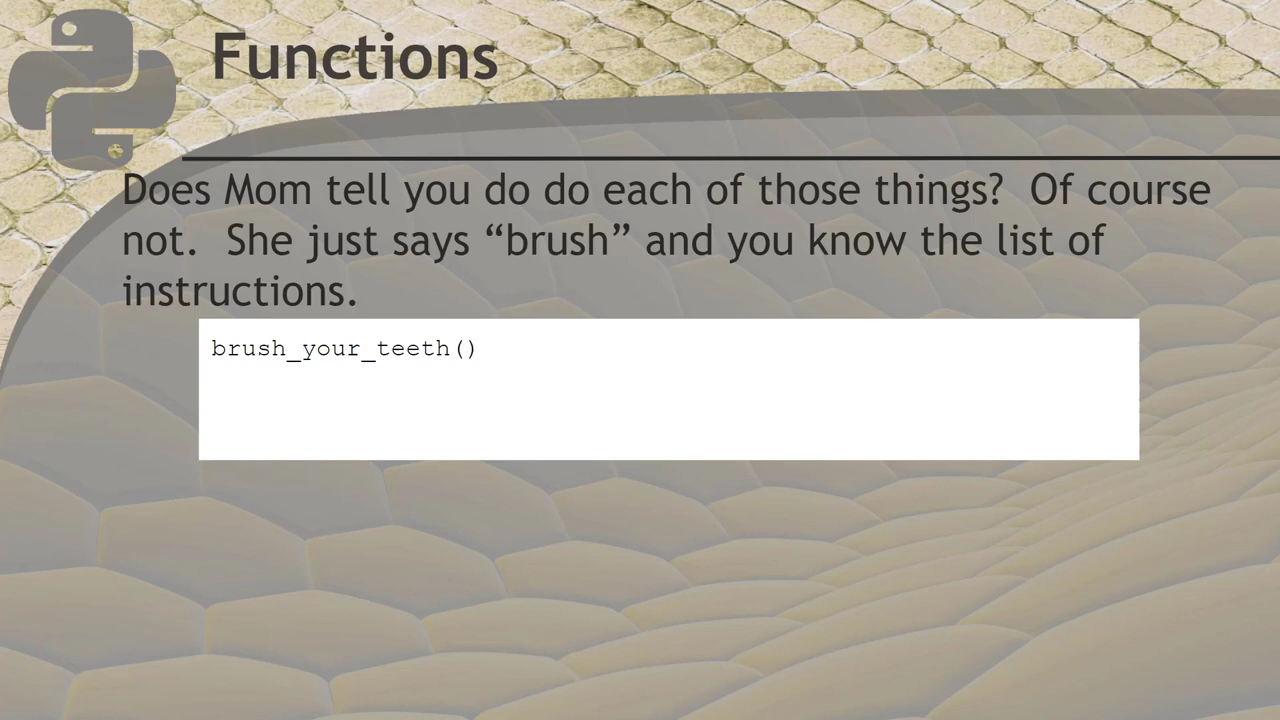 Functions
Does Mom tell you do do each of those things?  Of course
not.  She just says “brush” and you know the list of
instructions.
brush_your_teeth()